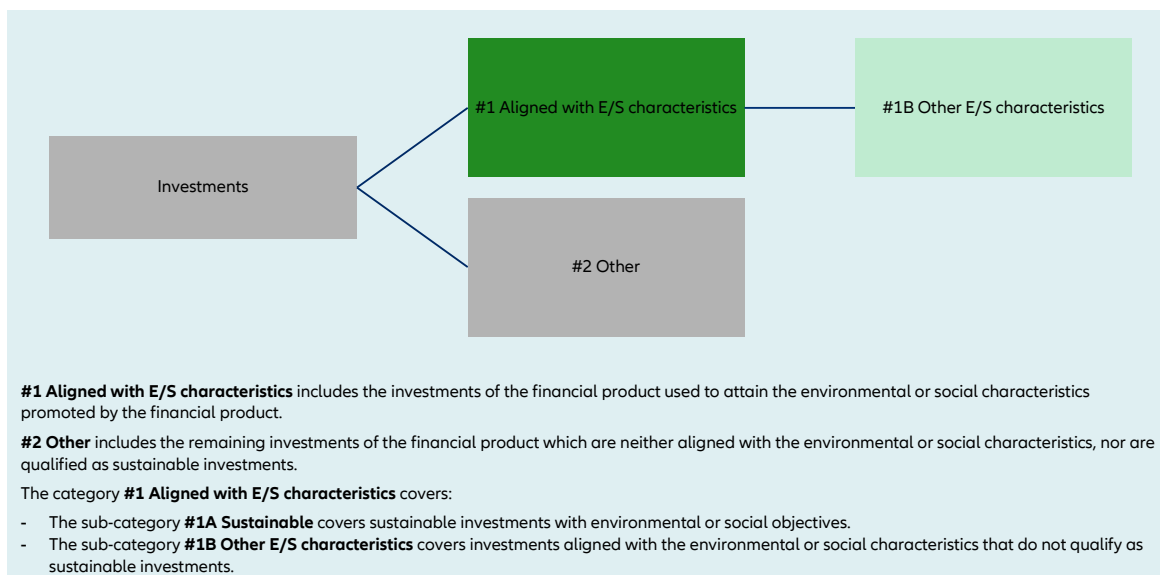 #1 Aligned with E/S characteristics
#1B Other E/S characteristics
Investments
#2 Other
#1 Aligned with E/S characteristics includes the investments of the financial product used to attain the environmental or social characteristics
promoted by the financial product.
#2 Other includes the remaining investments of the financial product which are neither aligned with the environmental or social characteristics, nor are
qualified as sustainable investments.
The category #1 Aligned with E/S characteristics covers:
- The sub-category #1A Sustainable covers sustainable investments with environmental or social objectives.
- The sub-category #1B Other E/S characteristics covers investments aligned with the environmental or social characteristics that do not qualify as
sustainable investments.